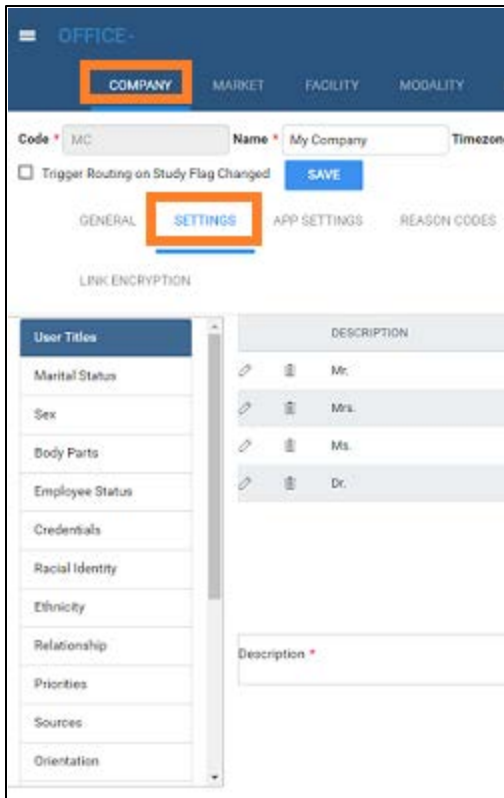 OFFICE-
COMPANY MARKET FACILITY MODALITY
Code * MC Name * My Company Timezon
Trigger Routing on Study Flag Changed SAVE
GENERAL SETTINGS APP SETTINGS REASON CODES
LINK ENCRYPTION
User Titles DESCRIPTION
Marital Status Mr.
Sex Mrs.
Body Parts Ms.
Employee Status Dr.
Credentials
Racial Identity
Ethnicity
Relationship Description *
Priorities
Sources
Orientation